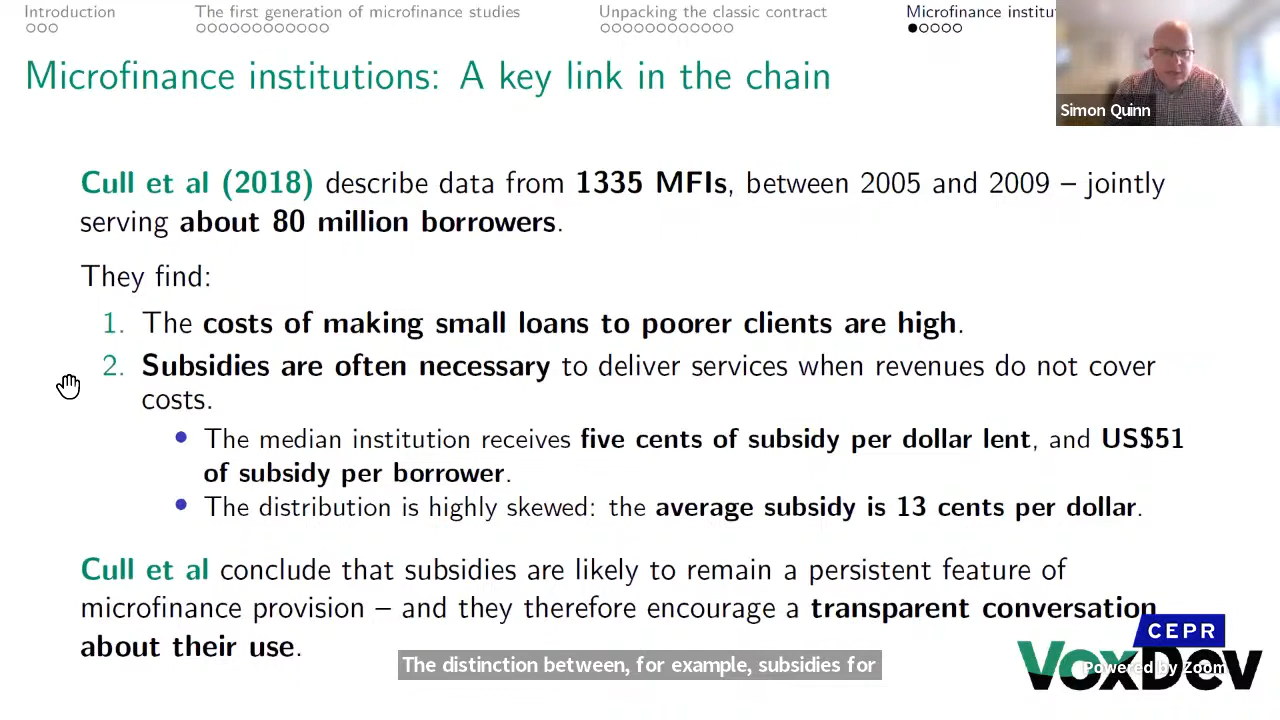 Introduction
The first generation of microfinance studies
Unpacking the classic contract
Microfinance institu
Microfinance institutions: A key link in the chain
Simon Quinn
Cull et al (2018) describe data from 1335 MFIs, between 2005 and 2009 – jointly
serving about 80 million borrowers.
They find:
1. The costs of making small loans to poorer clients are high.
2. Subsidies are often necessary to deliver services when revenues do not cover
costs.
• The median institution receives five cents of subsidy per dollar lent, and US$51
of subsidy per borrower.
• The distribution is highly skewed: the average subsidy is 13 cents per dollar.
Cull et al conclude that subsidies are likely to remain a persistent feature of
microfinance provision – and they therefore encourage a transparent conversation
about their use.
The distinction between, for example, subsidies for
CEPR
VoxDev
Powered by Zoom